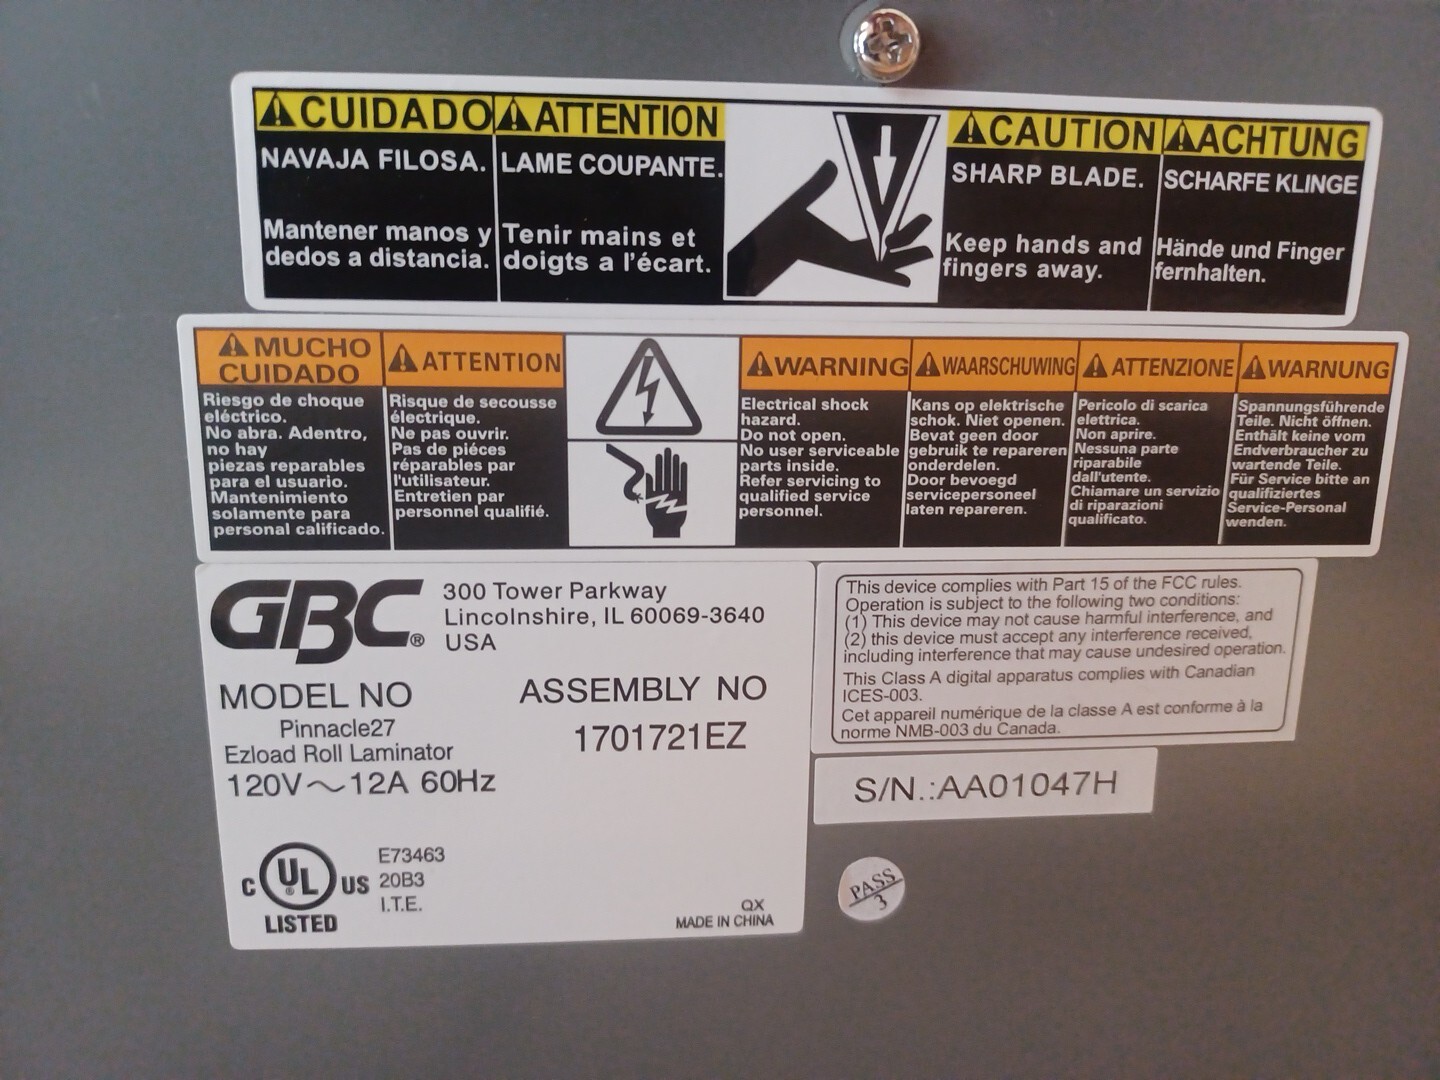 CUIDADO
NAVAJA FILOSA.
Mantener manos y
dedos a distancia.
ATTENTION
LAME COUPANTE.
Tenir mains et
doigts a l'écart.
CAUTION
SHARP BLADE.
Keep hands and
fingers away.
ACHTUNG
SCHARFE KLINGE
Hände und Finger
fernhalten.
MUCHO
CUIDADO
Riesgo de choque
eléctrico.
No abra. Adentro,
no hay
piezas reparables
para el usuario.
Mantenimiento
solamente para
personal calificado.
ATTENTION
Risque de secousse
électrique.
Ne pas ouvrir.
Pas de piéces
réparables par
l'utilisateur.
Entretien par
personnel qualifié.
WARNING
Electrical shock
hazard.
Do not open.
No user serviceable
parts inside.
Refer servicing to
qualified service
personnel.
WAARSCHUWING
Kans op elektrische
schok. Niet openen.
Bevat geen door
gebruik te repareren
onderdelen.
Door bevoegd
servicepersoneel
laten repareren.
ATTENZIONE
Pericolo di scarica
elettrica.
Non aprire.
Nessuna parte
riparabile
dall'utente.
Chiamare un servizio
di riparazioni
qualificato.
WARNUNG
Spannungsführende
Teile. Nicht öffnen.
Enthält keine vom
Endverbraucher zu
wartende Teile.
Für Service bitte an
qualifiziertes
Service-Personal
wenden.
GBC®
300 Tower Parkway
Lincolnshire, IL 60069-3640
USA
MODEL NO
Pinnacle27
Ezload Roll Laminator
120V～12A 60Hz
ASSEMBLY NO
1701721EZ
C UL® US
LISTED
E73463
20B3
I.T.E.
QX
MADE IN CHINA
This device complies with Part 15 of the FCC rules.
Operation is subject to the following two conditions:
(1) This device may not cause harmful interference, and
(2) this device must accept any interference received,
including interference that may cause undesired operation.
This Class A digital apparatus complies with Canadian
ICES-003.
Cet appareil numérique de la classe A est conforme à la
norme NMB-003 du Canada.
S/N.:AA01047H
PASS
3